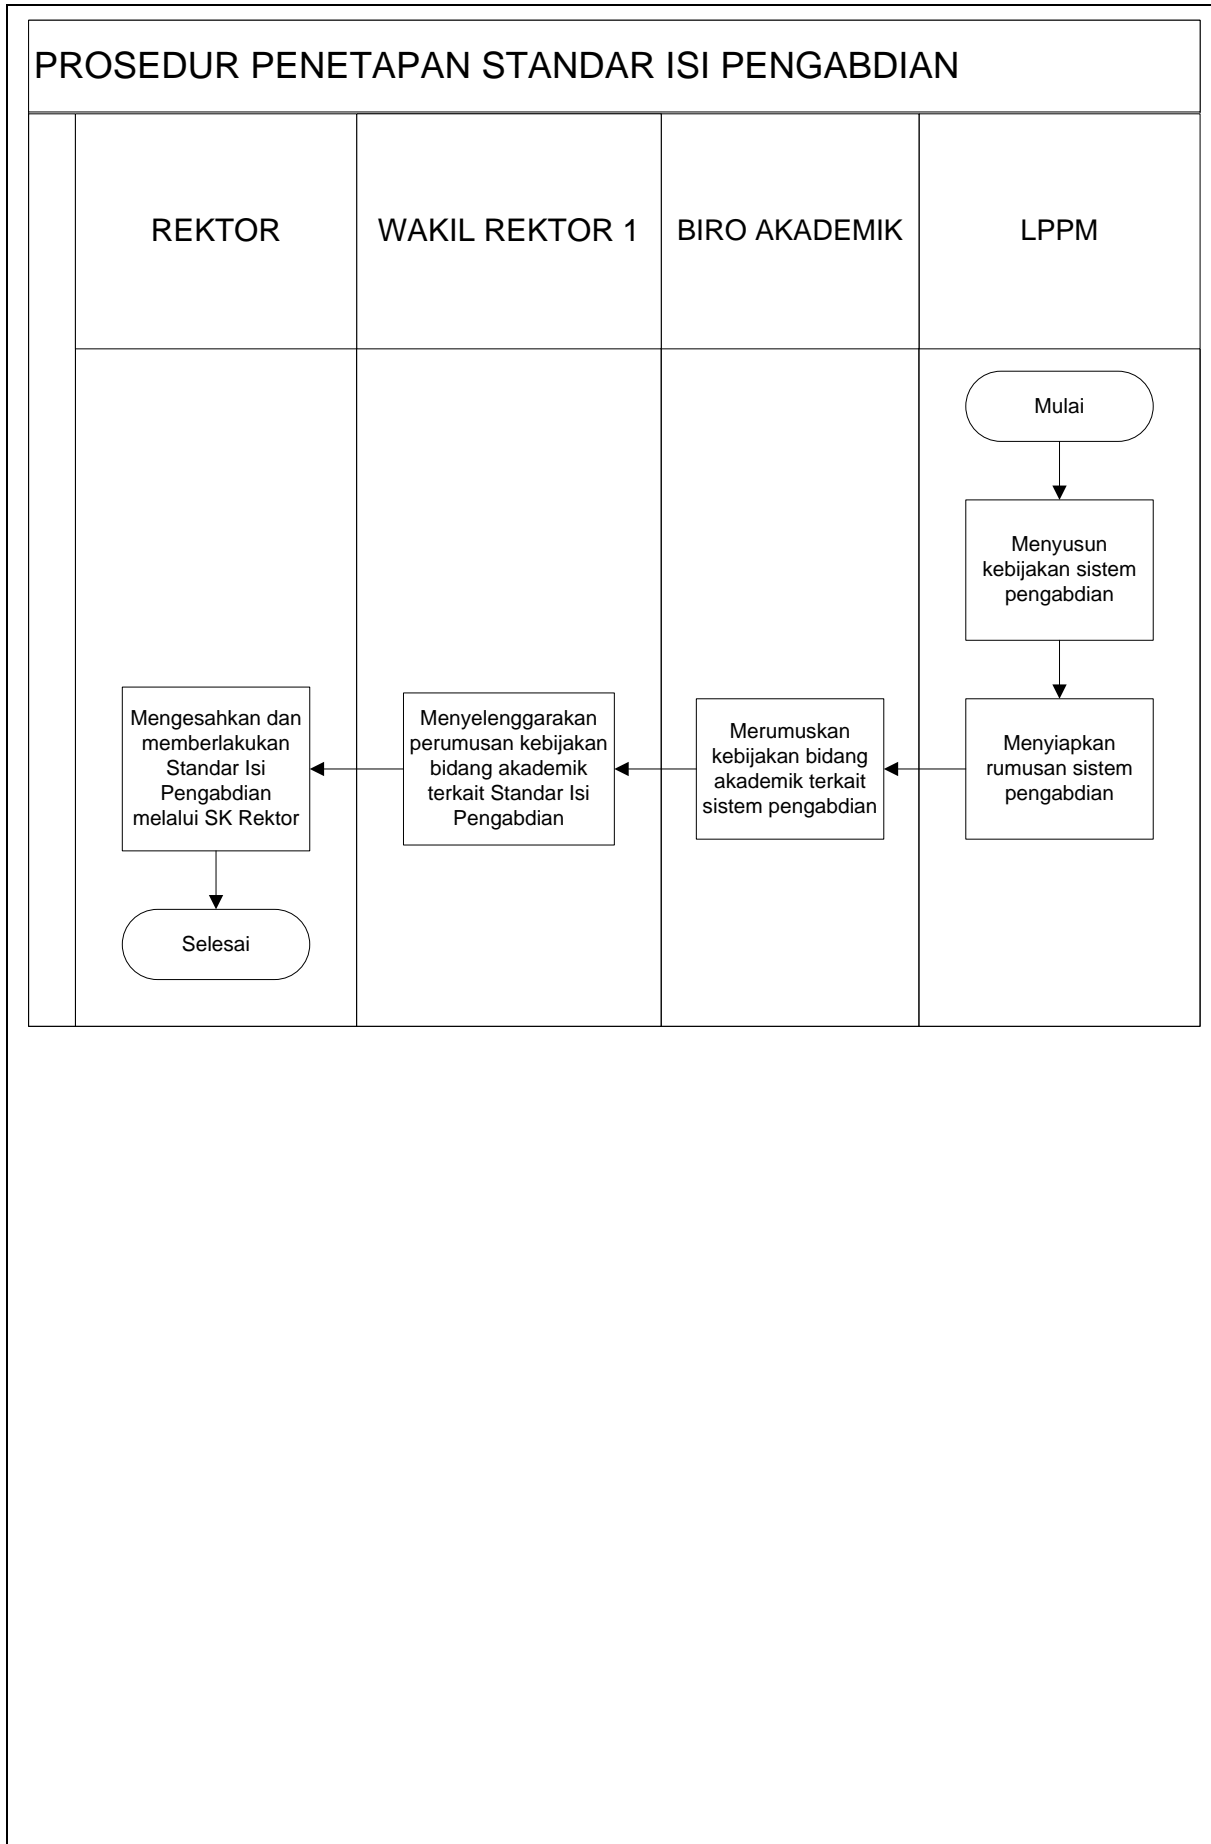 PROSEDUR PENETAPAN STANDAR ISI PENGABDIAN
REKTOR
WAKIL REKTOR 1
BIRO AKADEMIK
LPPM
Mulai
Menyusun
kebijakan sistem
pengabdian
Menyiapkan
rumusan sistem
pengabdian
Merumuskan
kebijakan bidang
akademik terkait
sistem pengabdian
Menyelenggarakan
perumusan kebijakan
bidang akademik
terkait Standar Isi
Pengabdian
Mengesahkan dan
memberlakukan
Standar Isi
Pengabdian
melalui SK Rektor
Selesai